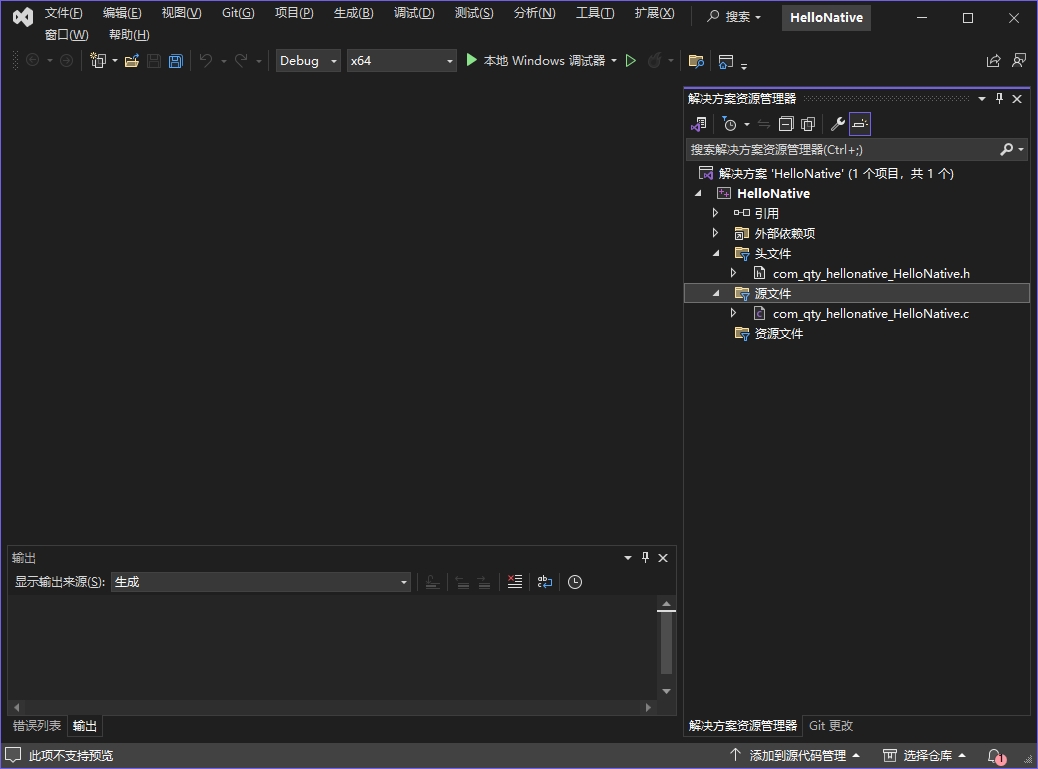 文件(F) 编辑(E) 视图(V) Git(G) 项目(P) 生成(B) 调试(D) 测试(S) 分析(N) 工具(T) 扩展(X) 搜索 HelloNative
窗口(W) 帮助(H)
Debug x64 本地 Windows 调试器
解决方案资源管理器
搜索解决方案资源管理器(Ctrl+;)
解决方案 'HelloNative' (1 个项目，共 1 个)
HelloNative
引用
外部依赖项
头文件
com_qty_hellonative_HelloNative.h
源文件
com_qty_hellonative_HelloNative.c
资源文件
输出
显示输出来源(S): 生成
错误列表 输出
解决方案资源管理器 Git 更改
此项不支持预览 添加到源代码管理 选择仓库 1